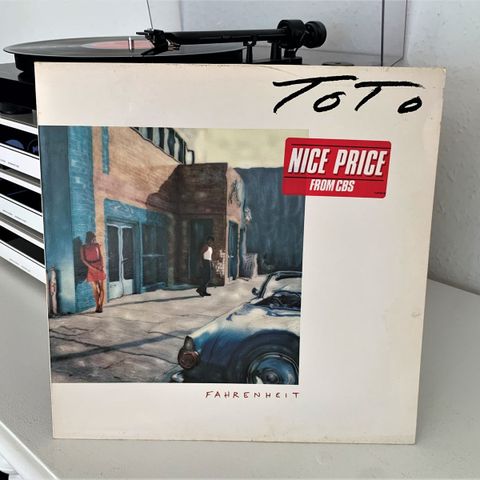 TOTO
NICE PRICE
FROM CBS
FAHRENHEIT